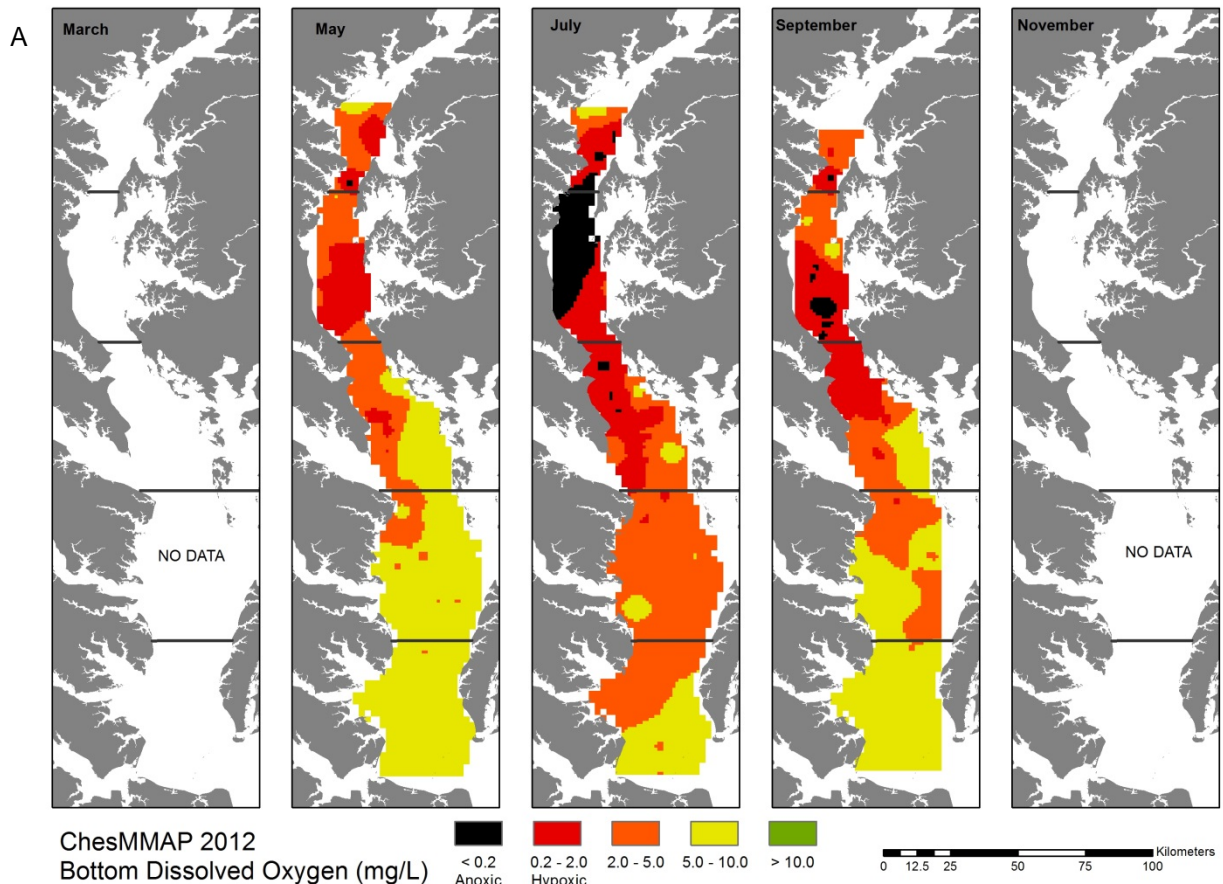 A
March
May
July
September
November
NO DATA
NO DATA
ChesMMAP 2012
Bottom Dissolved Oxygen (mg/L)
< 0.2
0.2 - 2.0
2.0 - 5.0
5.0 - 10.0
> 10.0
Anoxic
Hypoxic
Kilometers
0 12.5 25 50 75 100